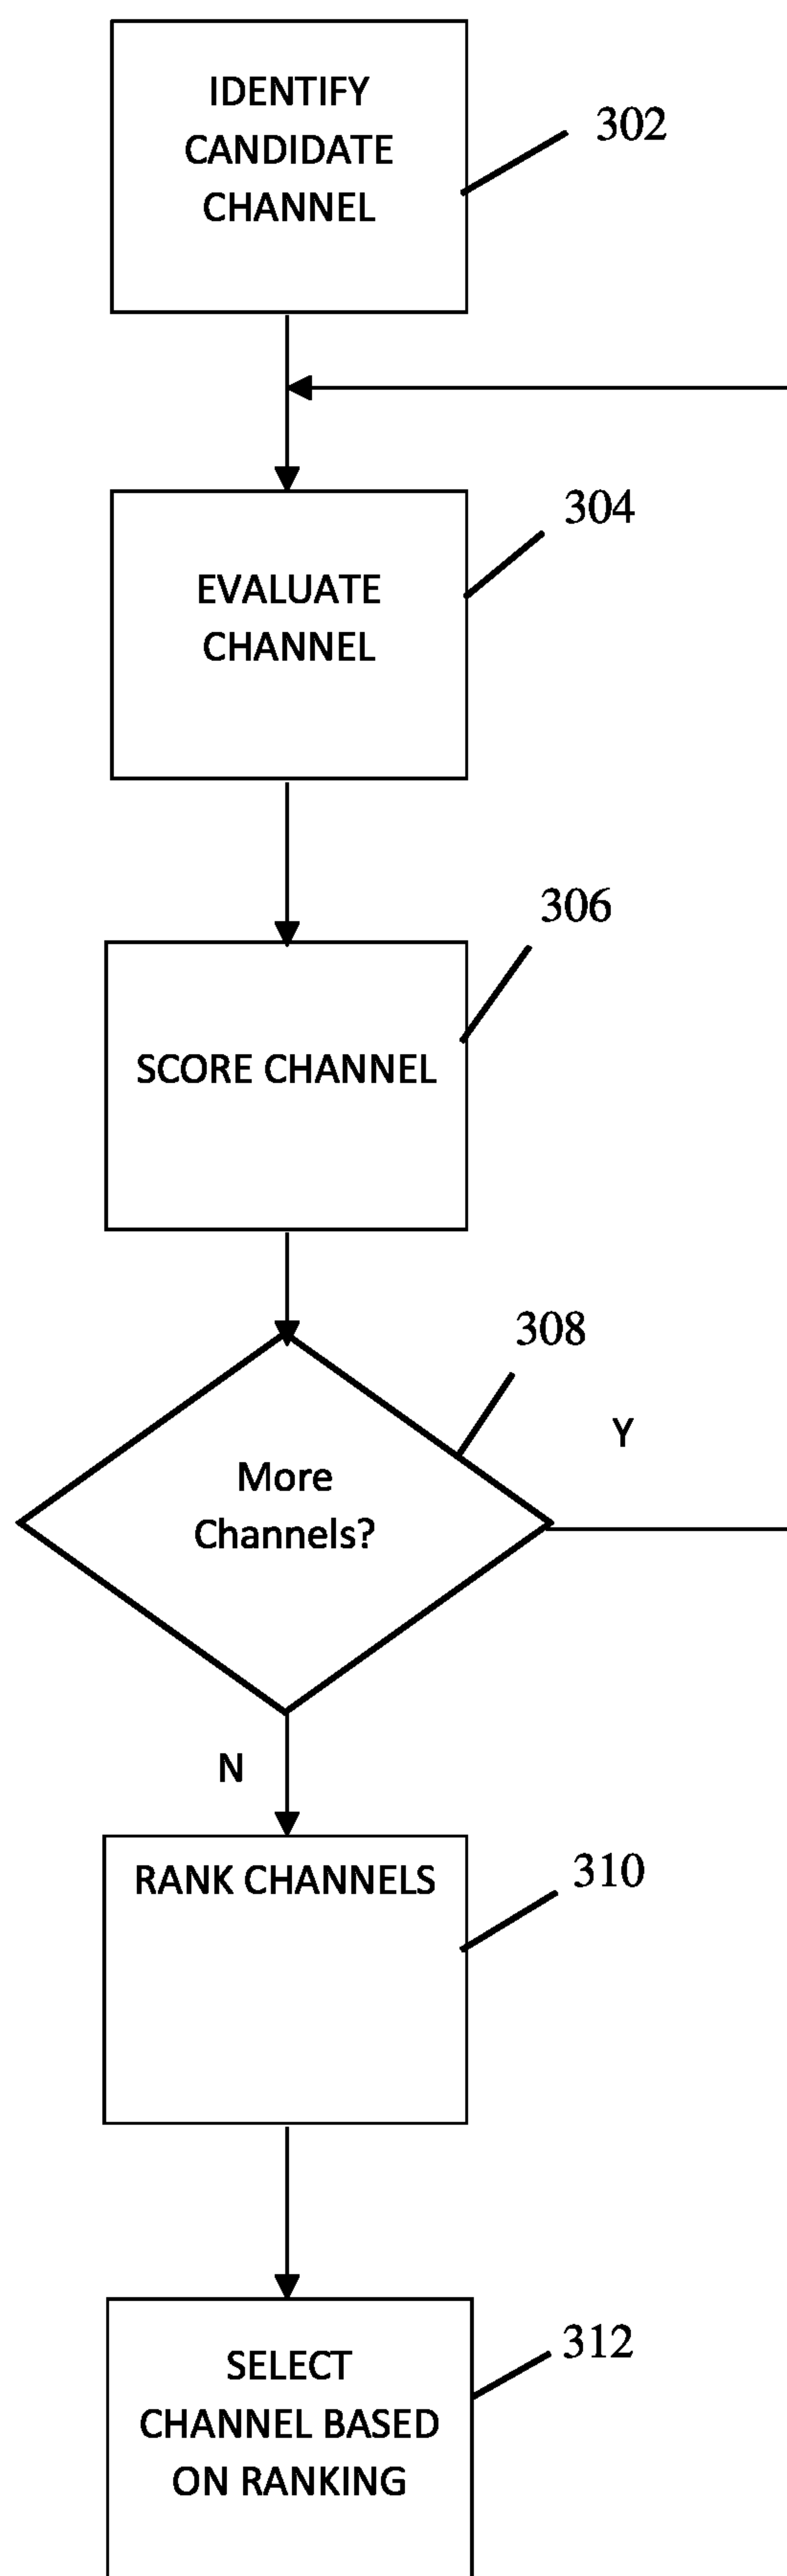 IDENTIFY
CANDIDATE
CHANNEL
302
304
EVALUATE
CHANNEL
306
SCORE CHANNEL
308
Y
More
Channels?
N
RANK CHANNELS
310
312
SELECT
CHANNEL BASED
ON RANKING